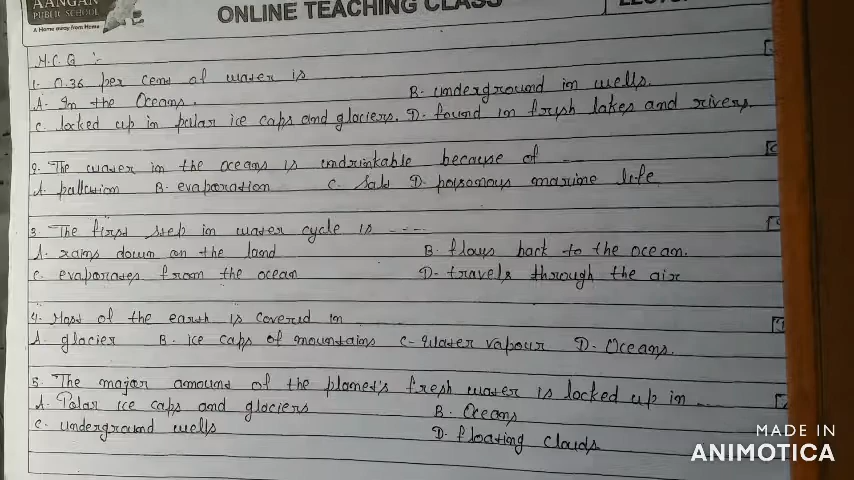 AANGAN
PUBLIC SCHOOL
A Home away from Home
ONLINE TEACHING CLASS
M.C.Q :-
1. 0.36 per cent of water is
A. In the Oceans. B. underground in wells.
C. locked up in polar ice caps and glaciers. D. found in fresh lakes and rivers.
2. The water in the oceans is undrinkable because of ...
A. pollution B. evaporation C. Salt D. poisonous marine life
3. The first step in water cycle is ----
A. rains down on the land B. flows back to the ocean.
C. evaporates from the ocean D. travels through the air
4. Most of the earth is covered in
A. glacier B. ice caps of mountains C. Water vapour D. Oceans.
5. The major amount of the planet's fresh water is locked up in ...
A. Polar ice caps and glaciers B. Oceans
C. underground wells D. floating clouds
MADE IN
ANIMOTICA